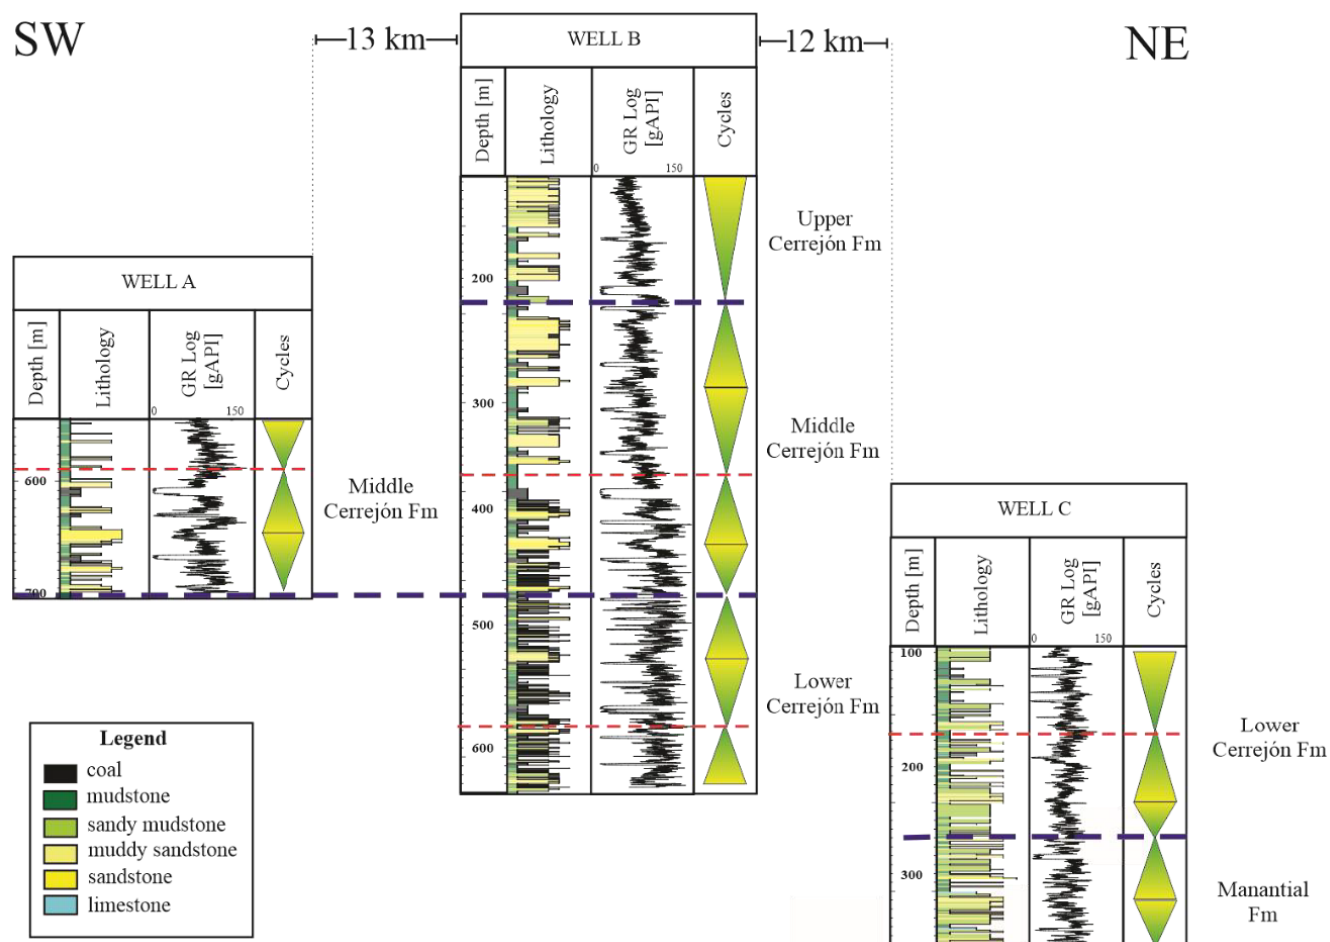 SW
13 km
WELL B
12 km
NE
Depth [m]
Lithology
GR Log
[gAPI]
Cycles
0
150
200
300
400
500
600
Upper
Cerrejón Fm
Middle
Cerrejón Fm
Lower
Cerrejón Fm
WELL A
Depth [m]
Lithology
GR Log
[gAPI]
Cycles
0
150
600
700
Middle
Cerrejón Fm
WELL C
Depth [m]
Lithology
GR Log
[gAPI]
Cycles
0
150
100
200
300
Lower
Cerrejón Fm
Manantial
Fm
Legend
coal
mudstone
sandy mudstone
muddy sandstone
sandstone
limestone